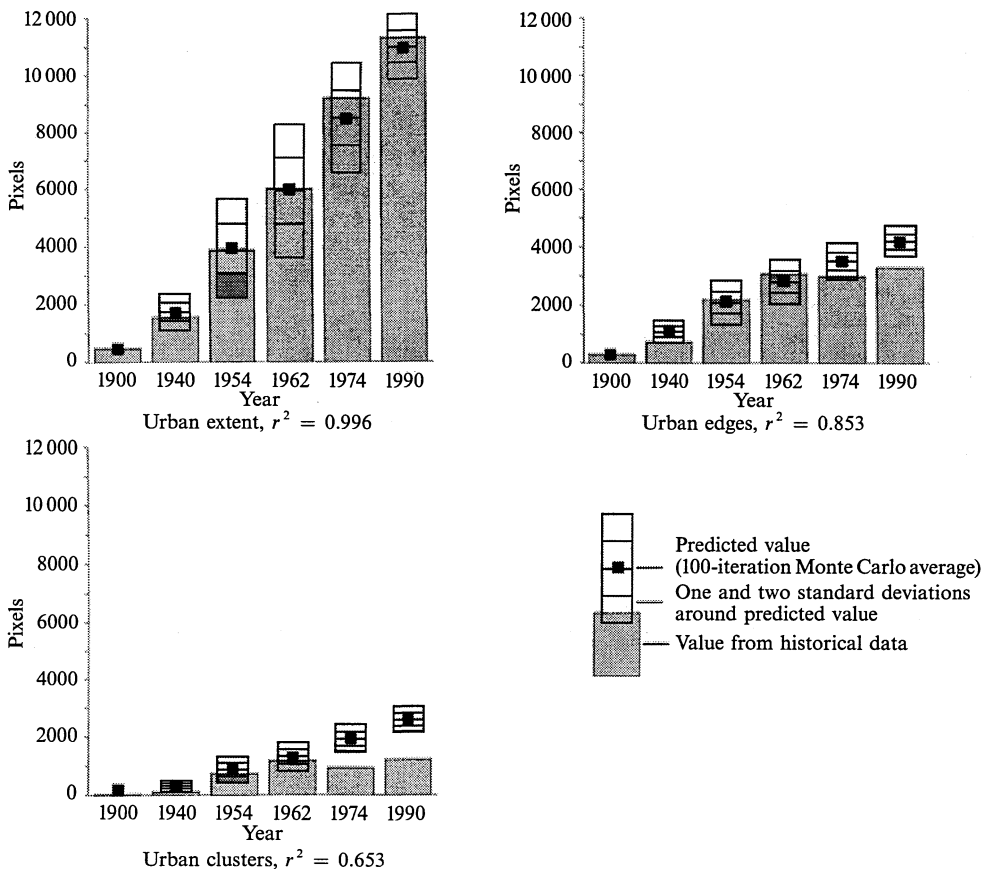 12 000
10 000
8000
6000
4000
2000
0
Pixels
1900 1940 1954 1962 1974 1990
Year
Urban extent, r² = 0.996
12 000
10 000
8000
6000
4000
2000
0
Pixels
1900 1940 1954 1962 1974 1990
Year
Urban edges, r² = 0.853
12 000
10 000
8000
6000
4000
2000
0
Pixels
1900 1940 1954 1962 1974 1990
Year
Urban clusters, r² = 0.653
Predicted value
(100-iteration Monte Carlo average)
One and two standard deviations
around predicted value
Value from historical data